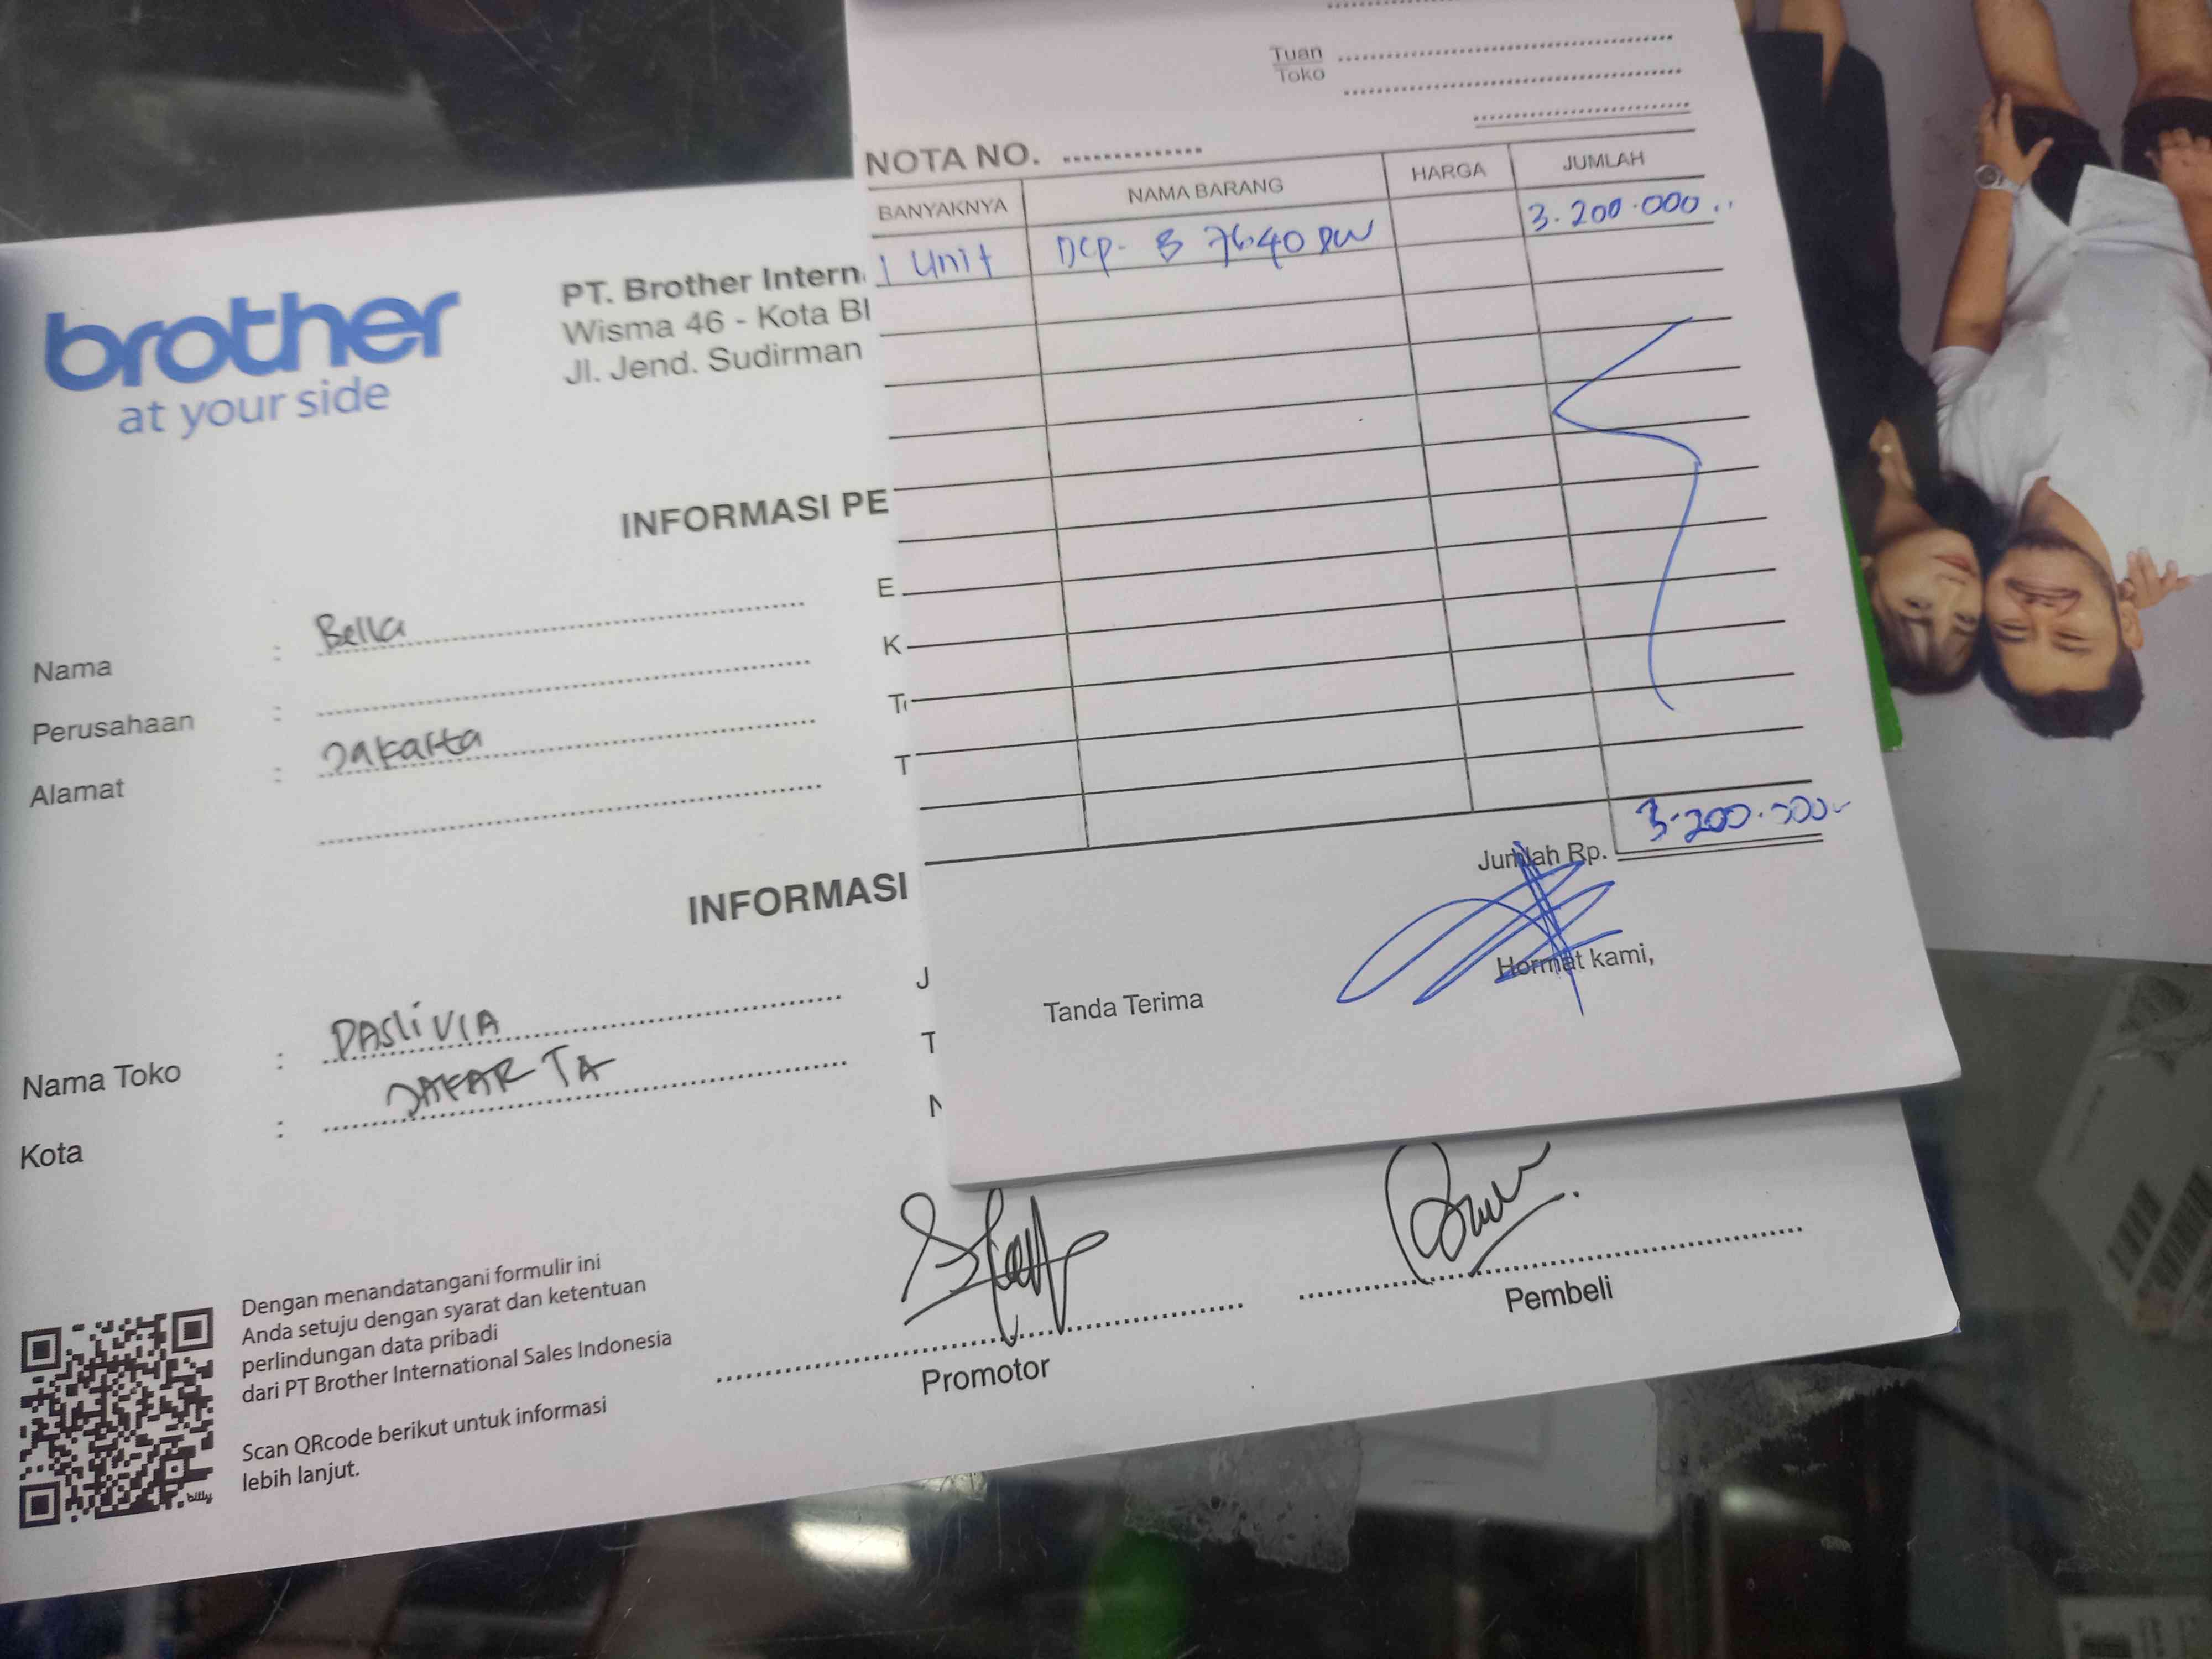 brother
at your side
PT. Brother Intern
Wisma 46 - Kota Bl
Jl. Jend. Sudirman
INFORMASI PE
Nama : Bella
E
Perusahaan :
K
Alamat : Jakarta
T
T
INFORMASI
Nama Toko : PASLIVIA
J
Kota : JAKARTA
T
N
Dengan menandatangani formulir ini
Anda setuju dengan syarat dan ketentuan
perlindungan data pribadi
dari PT Brother International Sales Indonesia
Scan QRcode berikut untuk informasi
lebih lanjut.
bitly
Promotor
Pembeli
Tuan
Toko
NOTA NO.
BANYAKNYA NAMA BARANG HARGA JUMLAH
1 Unit DCP- B 7640 DW 3.200.000
Jumlah Rp. 3.200.000
Tanda Terima
Hormat kami,